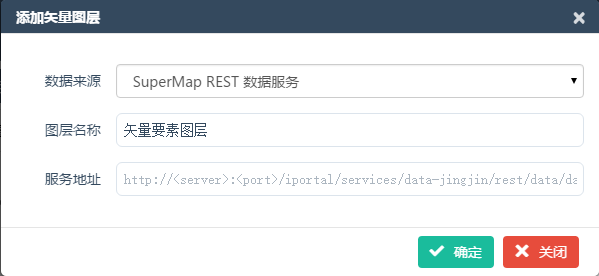 添加矢量图层
数据来源 SuperMap REST 数据服务
图层名称 矢量要素图层
服务地址 http://<server>:<port>/iportal/services/data-jingjin/rest/data/da
确定 关闭